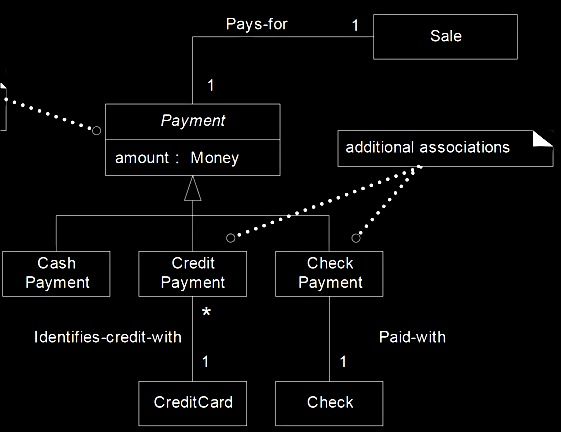 Pays-for
1
Sale
1
Payment
amount : Money
additional associations
Cash
Payment
Credit
Payment
Check
Payment
*
Identifies-credit-with
Paid-with
1
1
CreditCard
Check